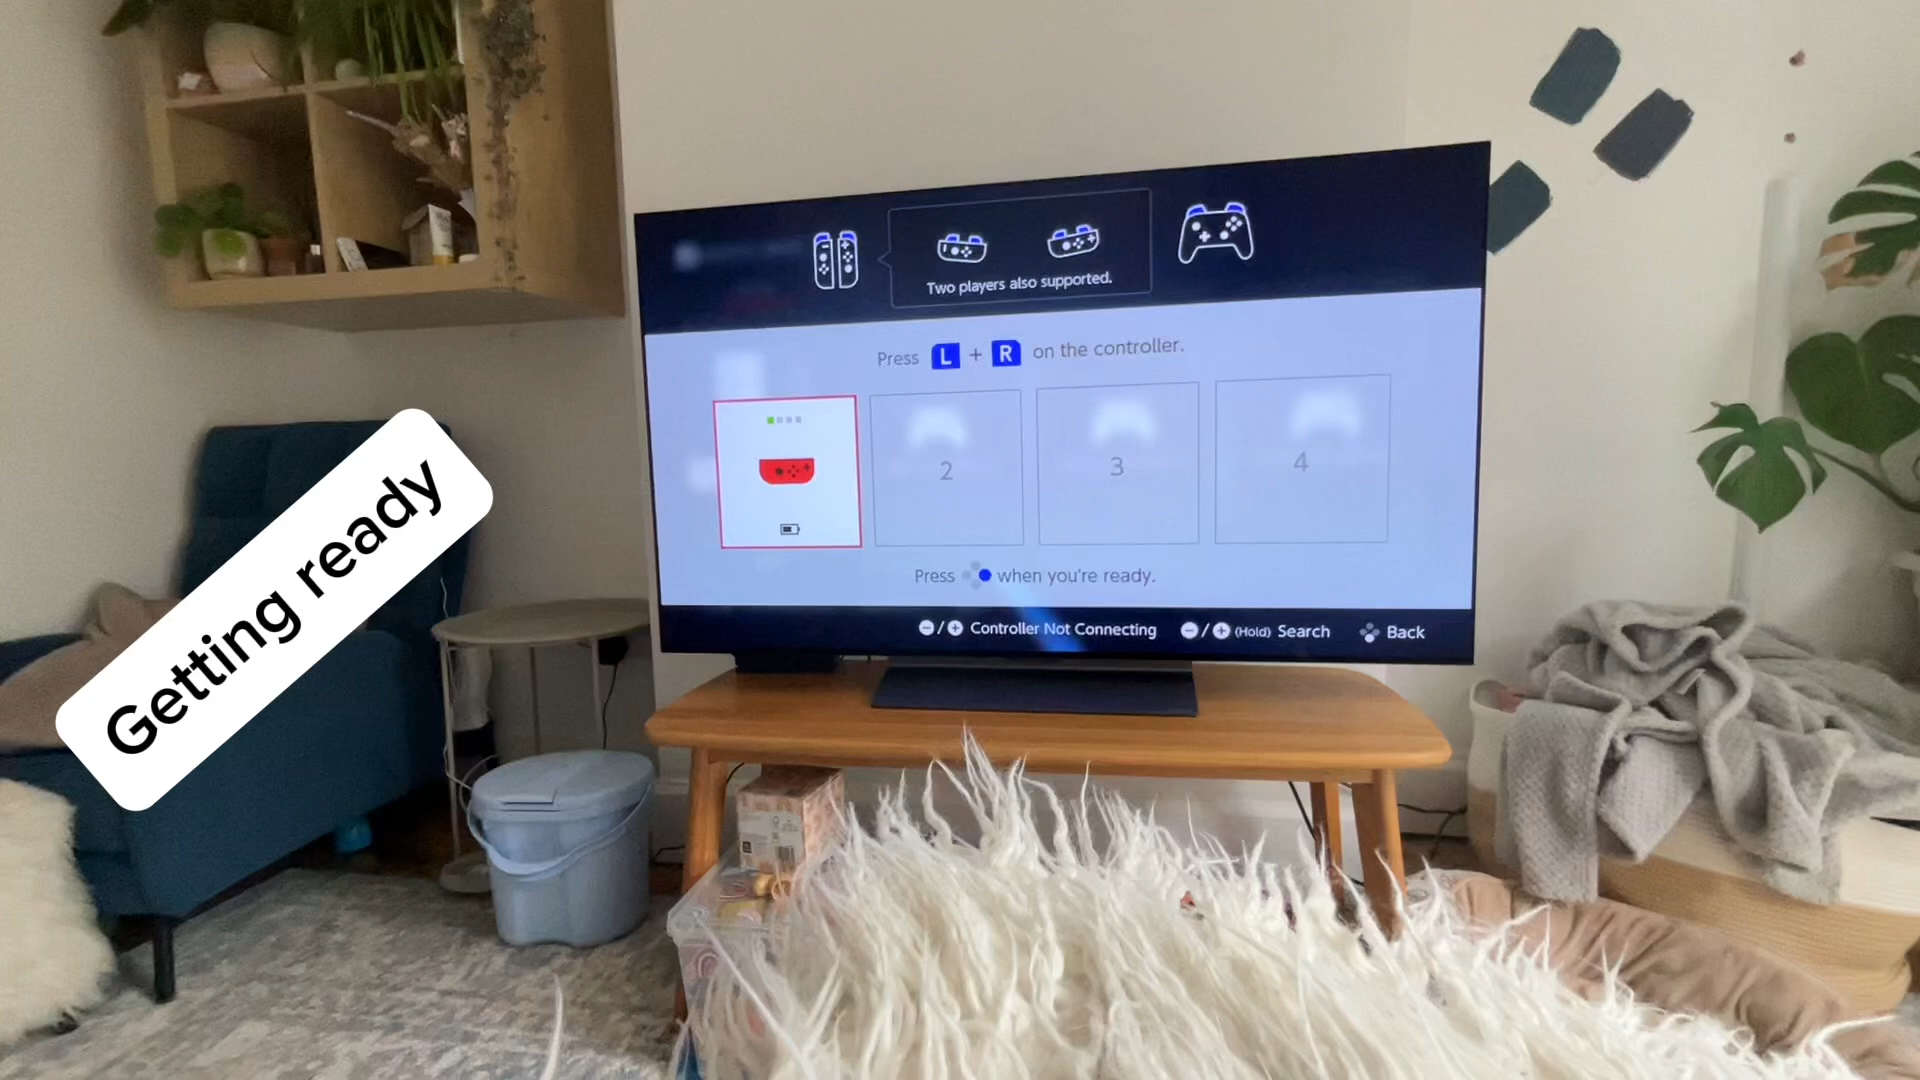 Two players also supported.
Press L + R on the controller.
2
3
4
Press when you're ready.
/ Controller Not Connecting / (Hold) Search Back
Getting ready